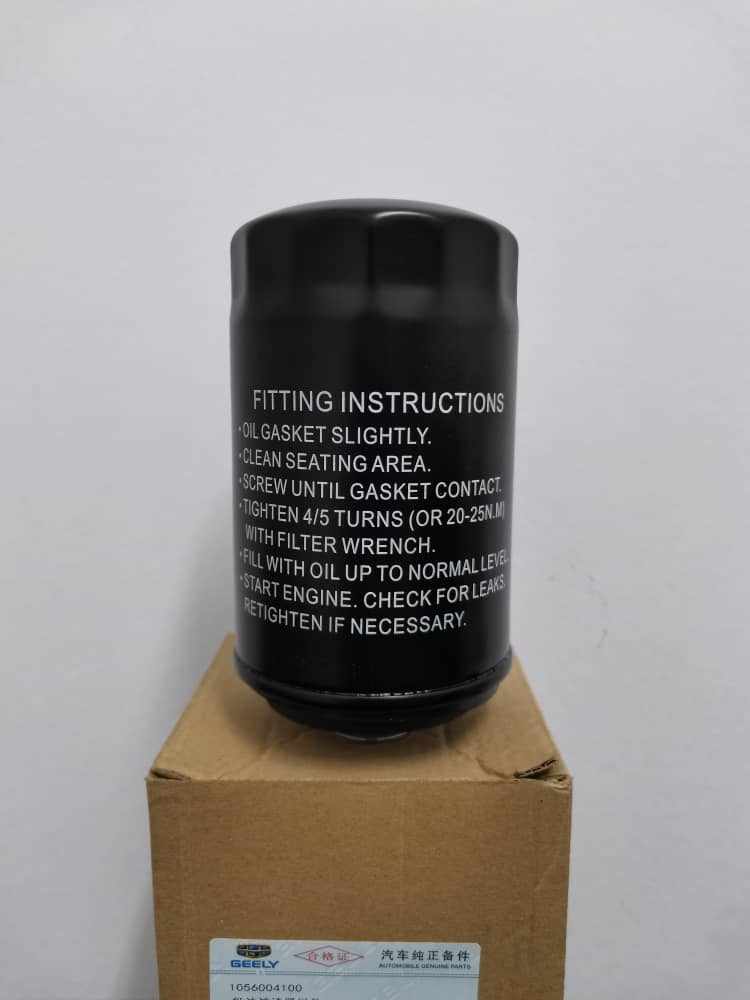 FITTING INSTRUCTIONS
·OIL GASKET SLIGHTLY.
·CLEAN SEATING AREA.
·SCREW UNTIL GASKET CONTACT.
·TIGHTEN 4/5 TURNS (OR 20-25N.M)
WITH FILTER WRENCH.
·FILL WITH OIL UP TO NORMAL LEVEL.
·START ENGINE. CHECK FOR LEAKS.
RETIGHTEN IF NECESSARY.
GEELY 合格证 汽车纯正备件
AUTOMOBILE GENUINE PARTS
1056004100